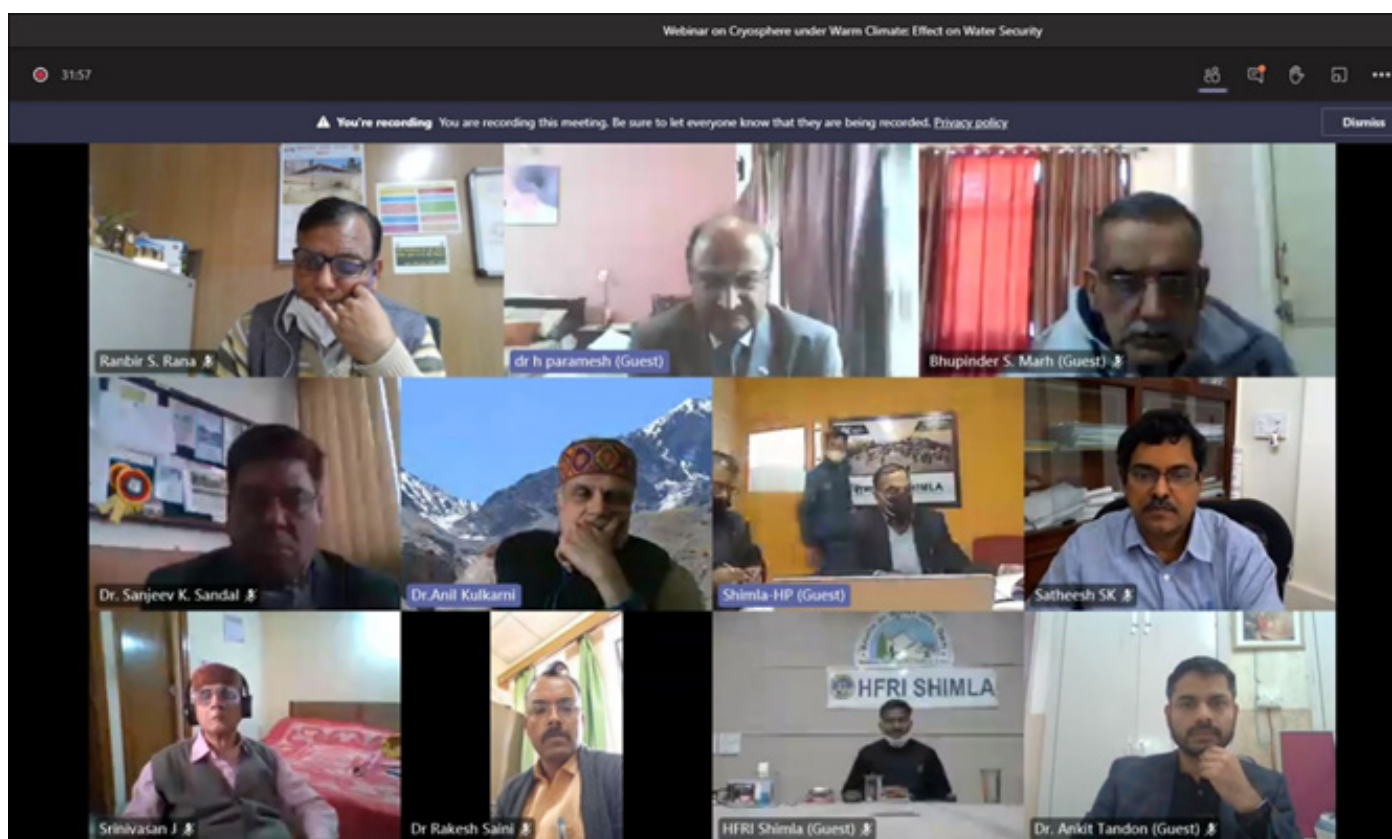 Webinar on Cryosphere under Warm Climate: Effect on Water Security
31:57
You're recording You are recording this meeting. Be sure to let everyone know that they are being recorded. Privacy policy
Dismiss
Ranbir S. Rana
dr h paramesh (Guest)
Bhupinder S. Marh (Guest)
Dr. Sanjeev K. Sandal
Dr.Anil Kulkarni
SHIMLA
Shimla-HP (Guest)
Satheesh SK
Srinivasan J
Dr Rakesh Saini
HFRI SHIMLA
HFRI Shimla (Guest)
Dr. Ankit Tandon (Guest)